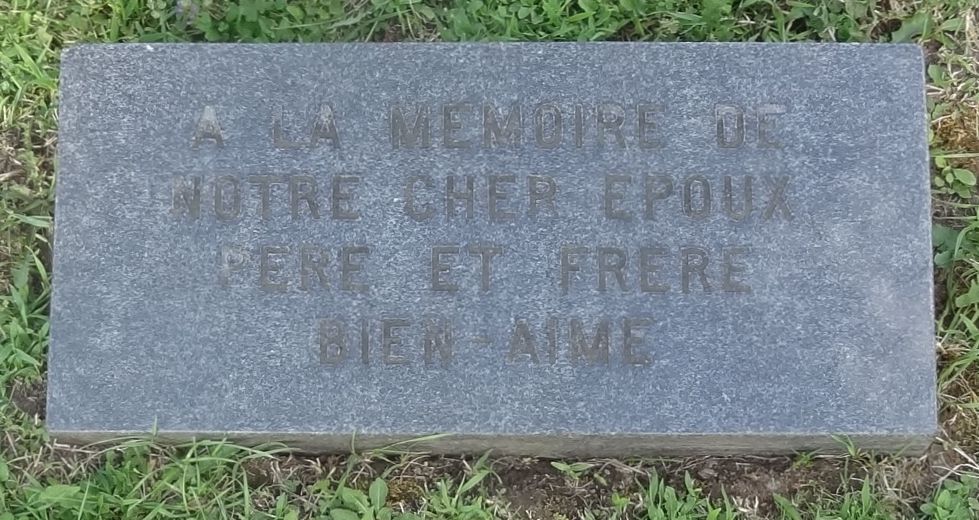 A LA MEMOIRE DE
NOTRE CHER EPOUX
PERE ET FRERE
BIEN-AIME